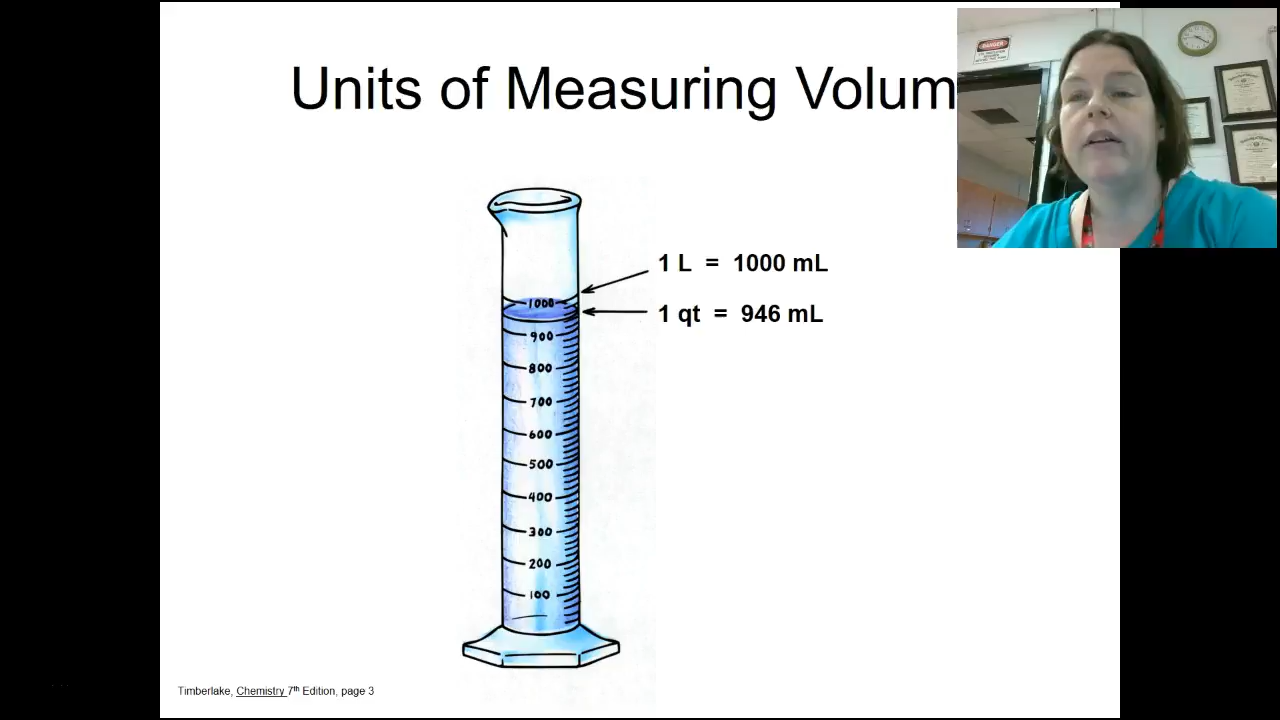 Units of Measuring Volum
DANGER
1 L = 1000 mL
1 qt = 946 mL
1000
900
800
700
600
500
400
300
200
100
Timberlake, Chemistry 7th Edition, page 3